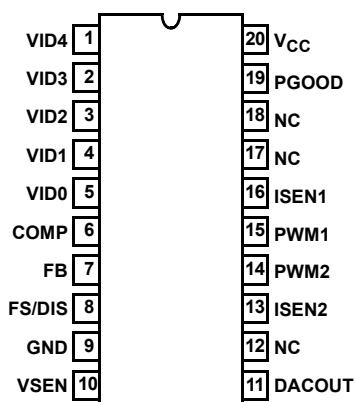 VID4 1 20 VCC
VID3 2 19 PGOOD
VID2 3 18 NC
VID1 4 17 NC
VID0 5 16 ISEN1
COMP 6 15 PWM1
FB 7 14 PWM2
FS/DIS 8 13 ISEN2
GND 9 12 NC
VSEN 10 11 DACOUT